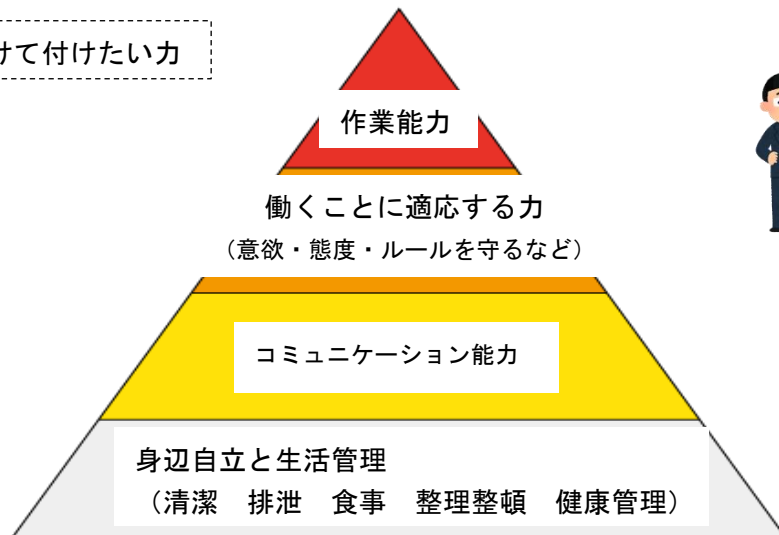 けて付けたい力
作業能力
働くことに適応する力
（意欲・態度・ルールを守るなど）
コミュニケーション能力
身辺自立と生活管理
（清潔　排泄　食事　整理整頓　健康管理）